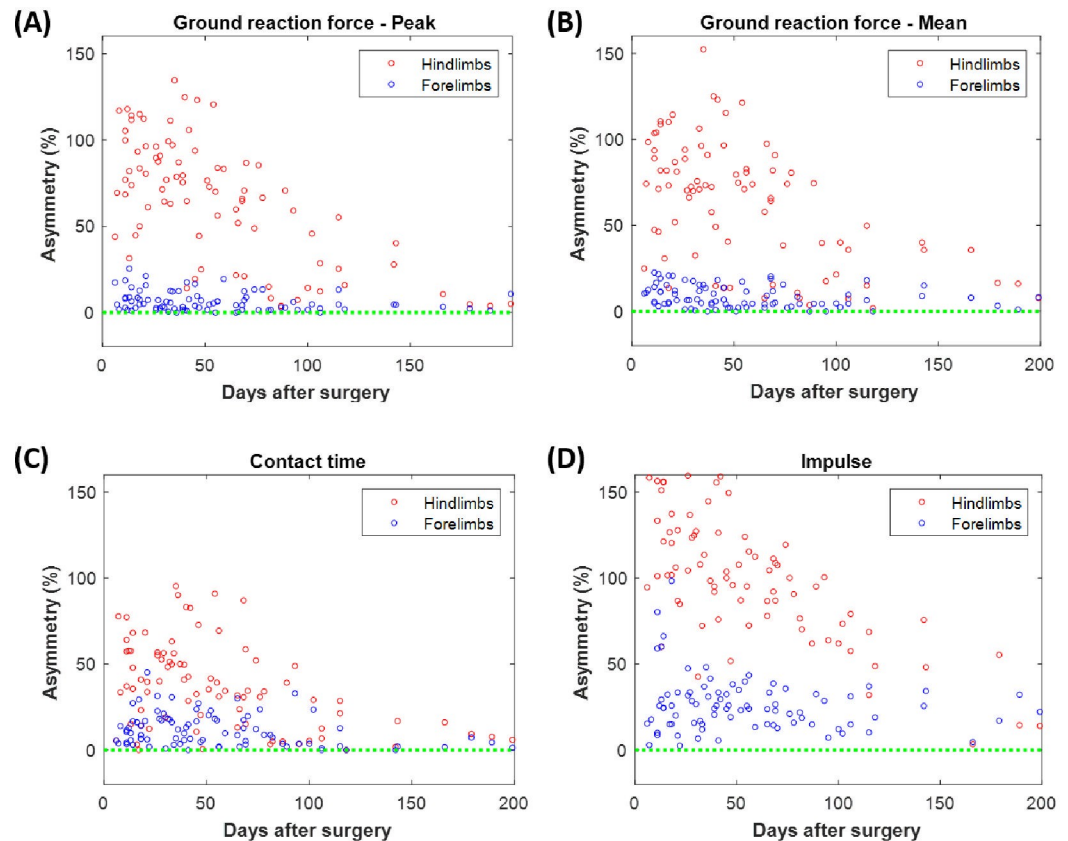 (A)
Ground reaction force - Peak
150
100
50
0
Asymmetry (%)
Hindlimbs
Forelimbs
0
50
100
150
Days after surgery
(B)
Ground reaction force - Mean
150
100
50
0
Asymmetry (%)
Hindlimbs
Forelimbs
0
50
100
150
200
Days after surgery
(C)
Contact time
150
100
50
0
Asymmetry (%)
Hindlimbs
Forelimbs
0
50
100
150
200
Days after surgery
(D)
Impulse
150
100
50
0
Asymmetry (%)
Hindlimbs
Forelimbs
0
50
100
150
200
Days after surgery